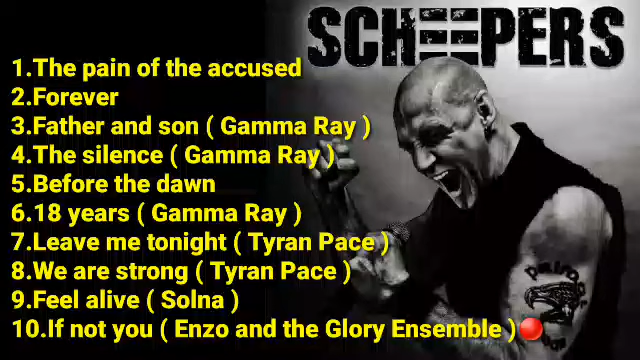 SCHEEPERS
1.The pain of the accused
2.Forever
3.Father and son ( Gamma Ray )
4.The silence ( Gamma Ray )
5.Before the dawn
6.18 years ( Gamma Ray )
7.Leave me tonight ( Tyran Pace )
8.We are strong ( Tyran Pace )
9.Feel alive ( Solna )
10.If not you ( Enzo and the Glory Ensemble )